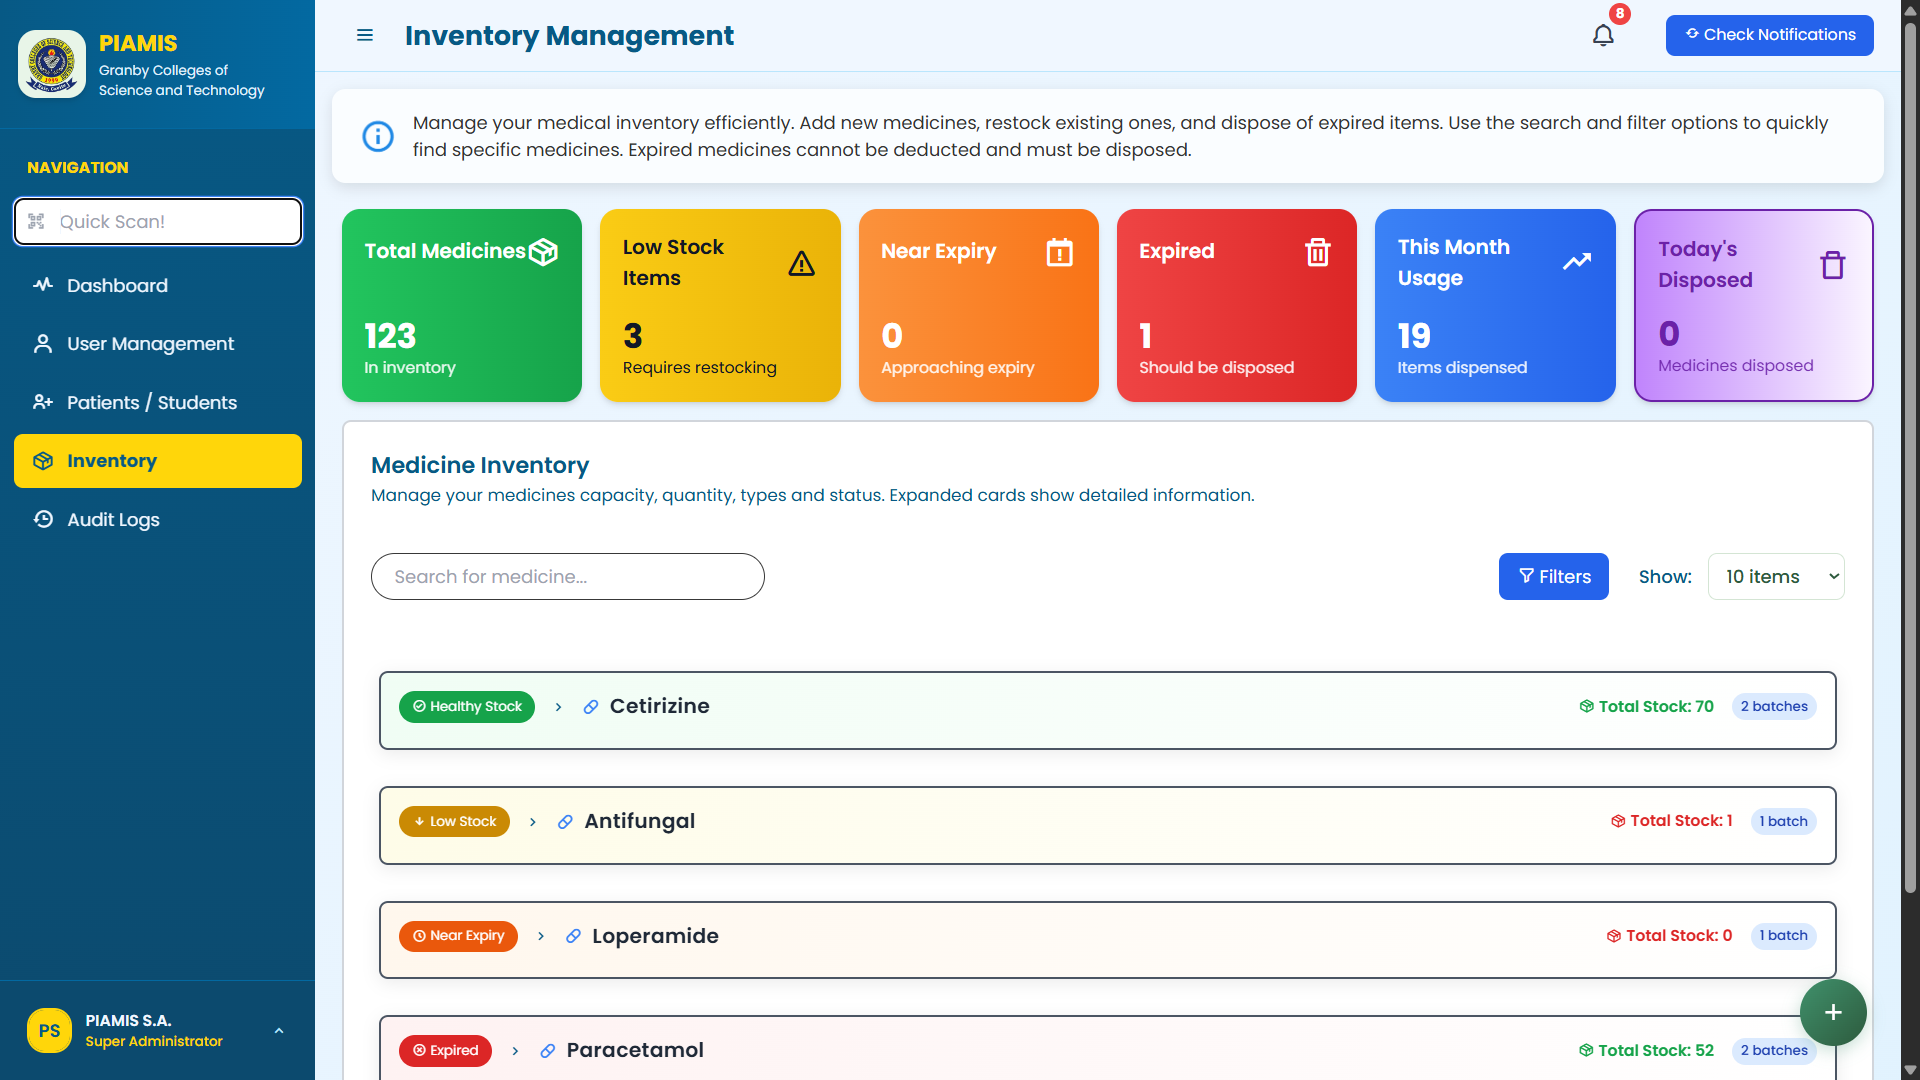 PIAMIS
Granby Colleges of
Science and Technology
NAVIGATION
Quick Scan!
Dashboard
User Management
Patients / Students
Inventory
Audit Logs
PS
PIAMIS S.A.
Super Administrator
Inventory Management
8
Check Notifications
Manage your medical inventory efficiently. Add new medicines, restock existing ones, and dispose of expired items. Use the search and filter options to quickly
find specific medicines. Expired medicines cannot be deducted and must be disposed.
Total Medicines
123
In inventory
Low Stock
Items
3
Requires restocking
Near Expiry
0
Approaching expiry
Expired
1
Should be disposed
This Month
Usage
19
Items dispensed
Today's
Disposed
0
Medicines disposed
Medicine Inventory
Manage your medicines capacity, quantity, types and status. Expanded cards show detailed information.
Search for medicine...
Filters
Show:
10 items
Healthy Stock
Cetirizine
Total Stock: 70
2 batches
Low Stock
Antifungal
Total Stock: 1
1 batch
Near Expiry
Loperamide
Total Stock: 0
1 batch
+
Expired
Paracetamol
Total Stock: 52
2 batches